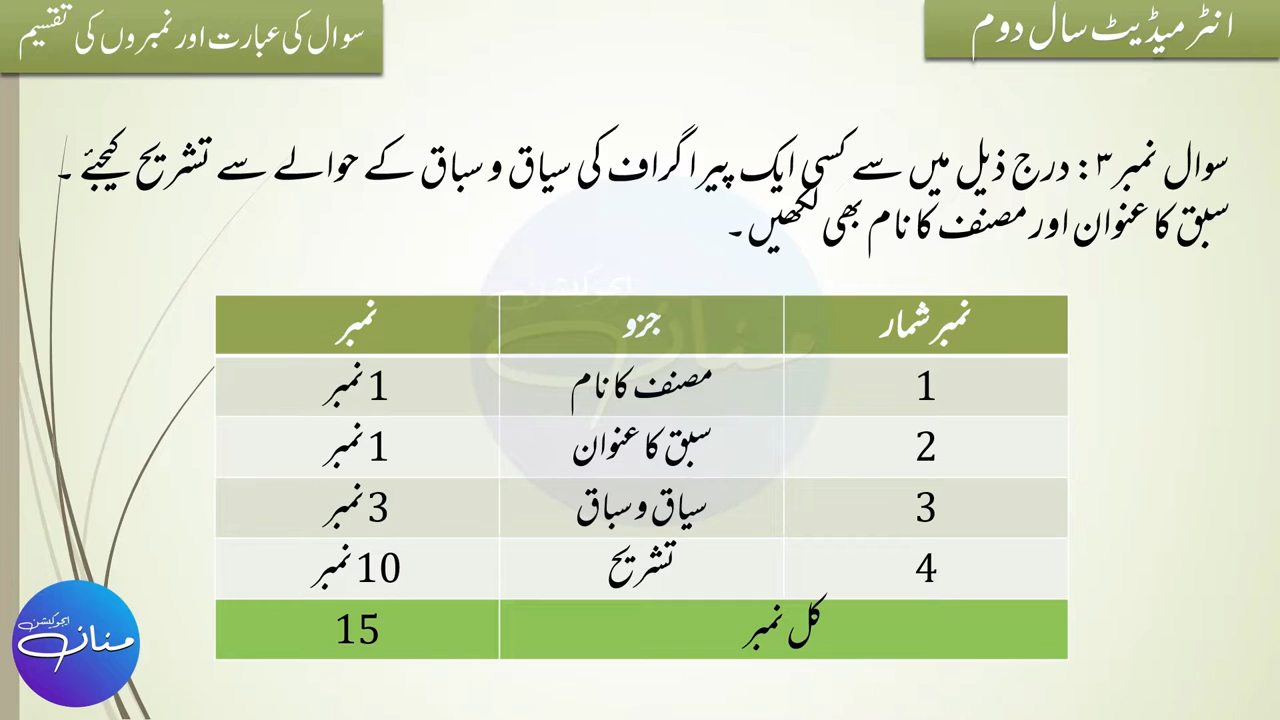 انٹرمیڈیٹ سال دوم
سوال کی عبارت اور نمبروں کی تقسیم
سوال نمبر ۳: درج ذیل میں سے کسی ایک پیراگراف کی سیاق و سباق کے حوالے سے تشریح کیجئے۔
سبق کا عنوان اور مصنف کا نام بھی لکھیں۔
نمبر شمار جزو نمبر
1 مصنف کا نام 1 نمبر
2 سبق کا عنوان 1 نمبر
3 سیاق و سباق 3 نمبر
4 تشریح 10 نمبر
کل نمبر 15
ایجوکیشن
منان